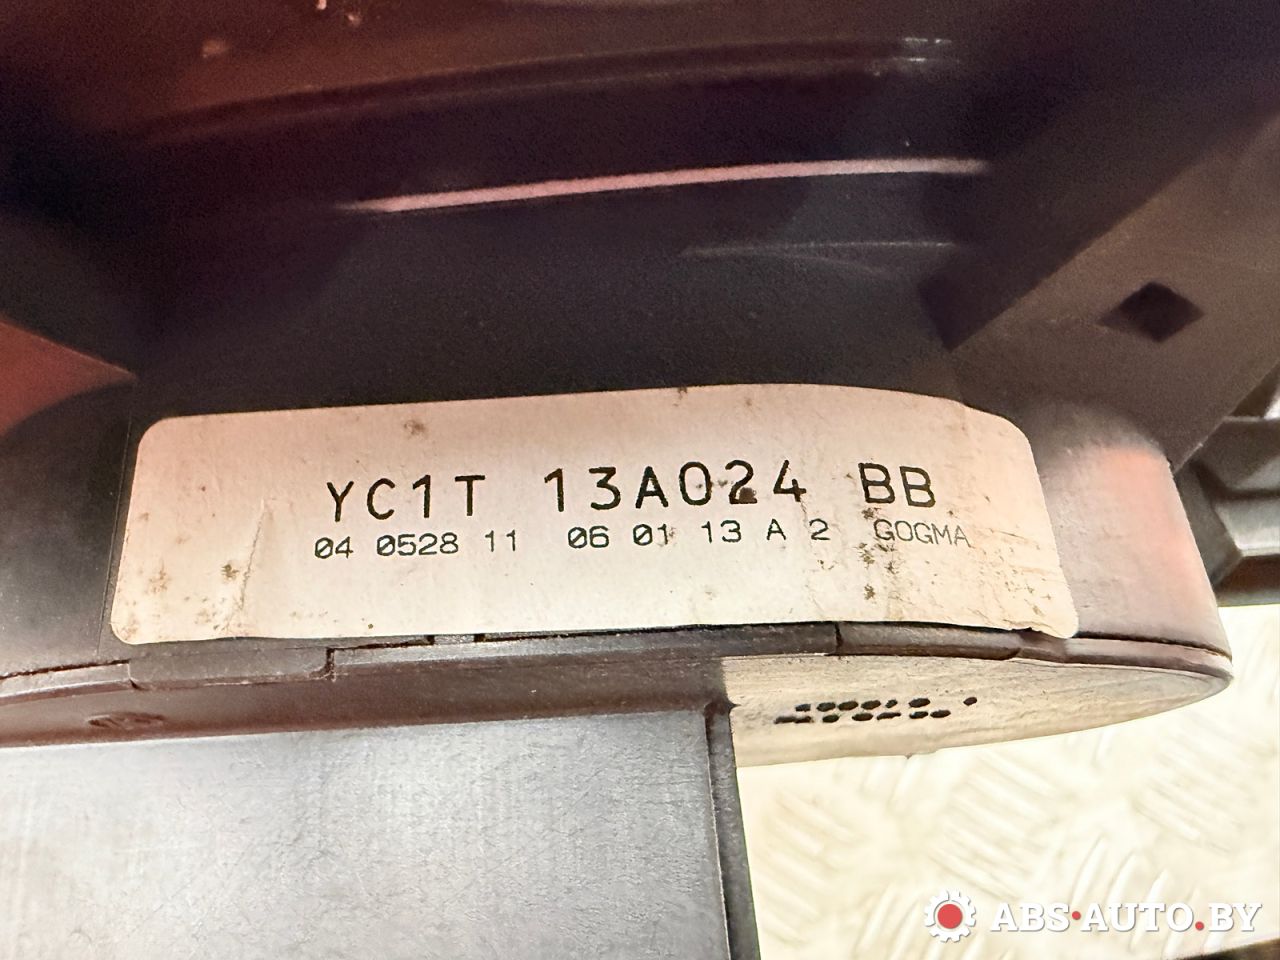 YC1T 13A024 BB
04 0528 11 06 01 13 A 2 GOGMA
ABS·AUTO.BY